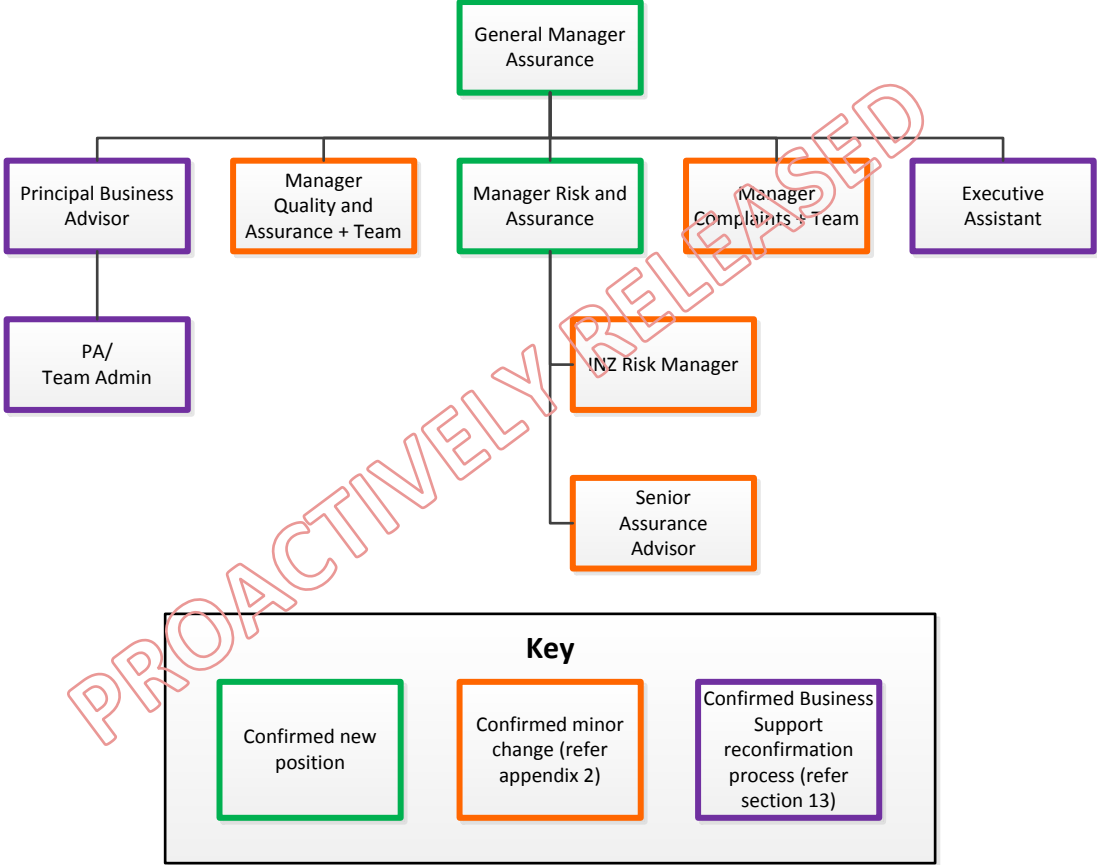 General Manager
Assurance
Principal Business
Advisor
Manager
Quality and
Assurance + Team
Manager Risk and
Assurance
Manager
Complaints + Team
Executive
Assistant
PA/
Team Admin
INZ Risk Manager
Senior
Assurance
Advisor
PROACTIVELY RELEASED
Key
Confirmed new
position
Confirmed minor
change (refer
appendix 2)
Confirmed Business
Support
reconfirmation
process (refer
section 13)